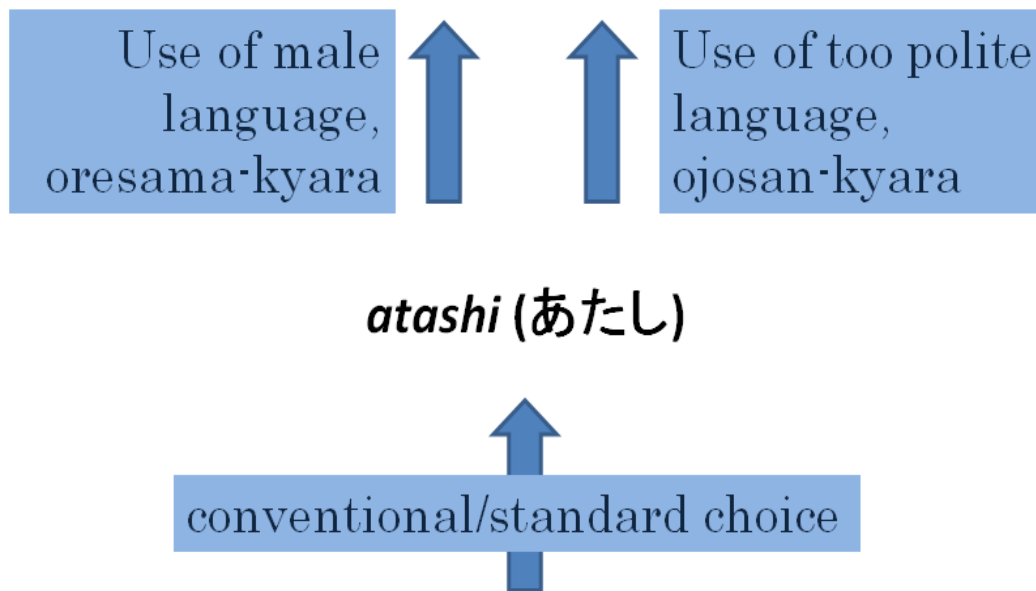 Use of male
language,
oresama-kyara
Use of too polite
language,
ojosan-kyara
atashi (あたし)
conventional/standard choice